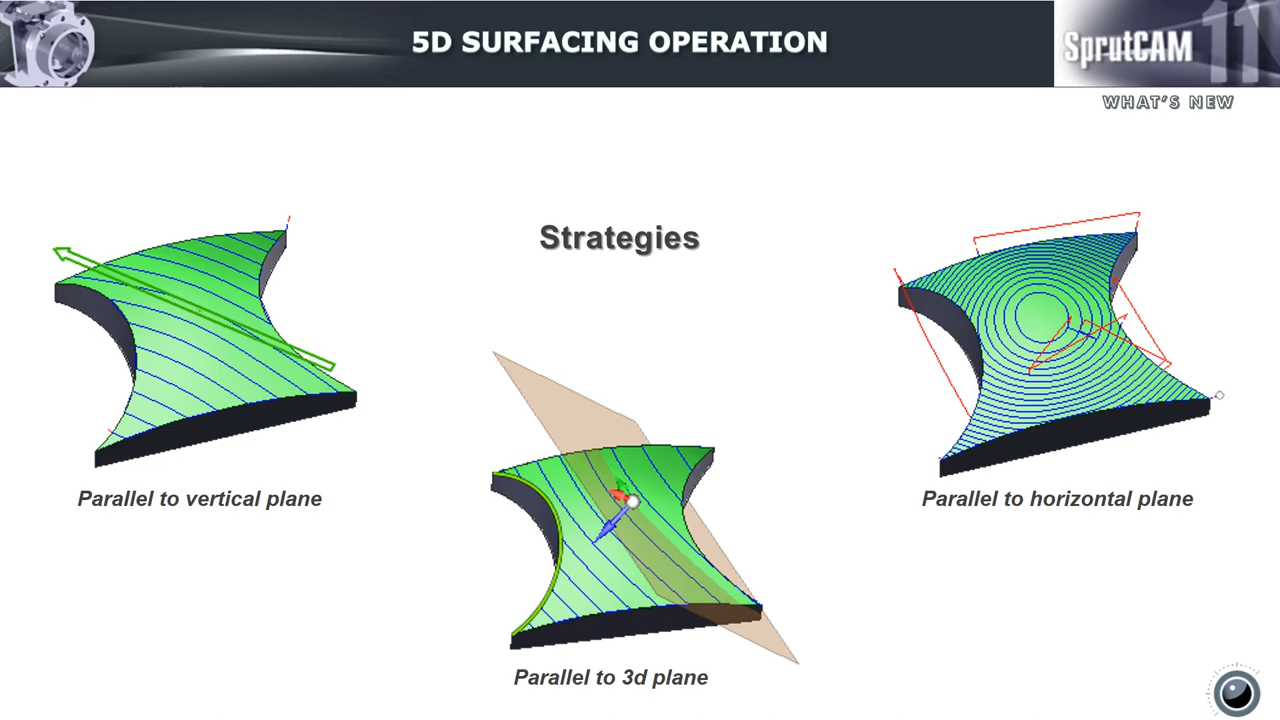 5D SURFACING OPERATION
SprutCAM 11
WHAT'S NEW
Strategies
Parallel to vertical plane
Parallel to horizontal plane
Parallel to 3d plane